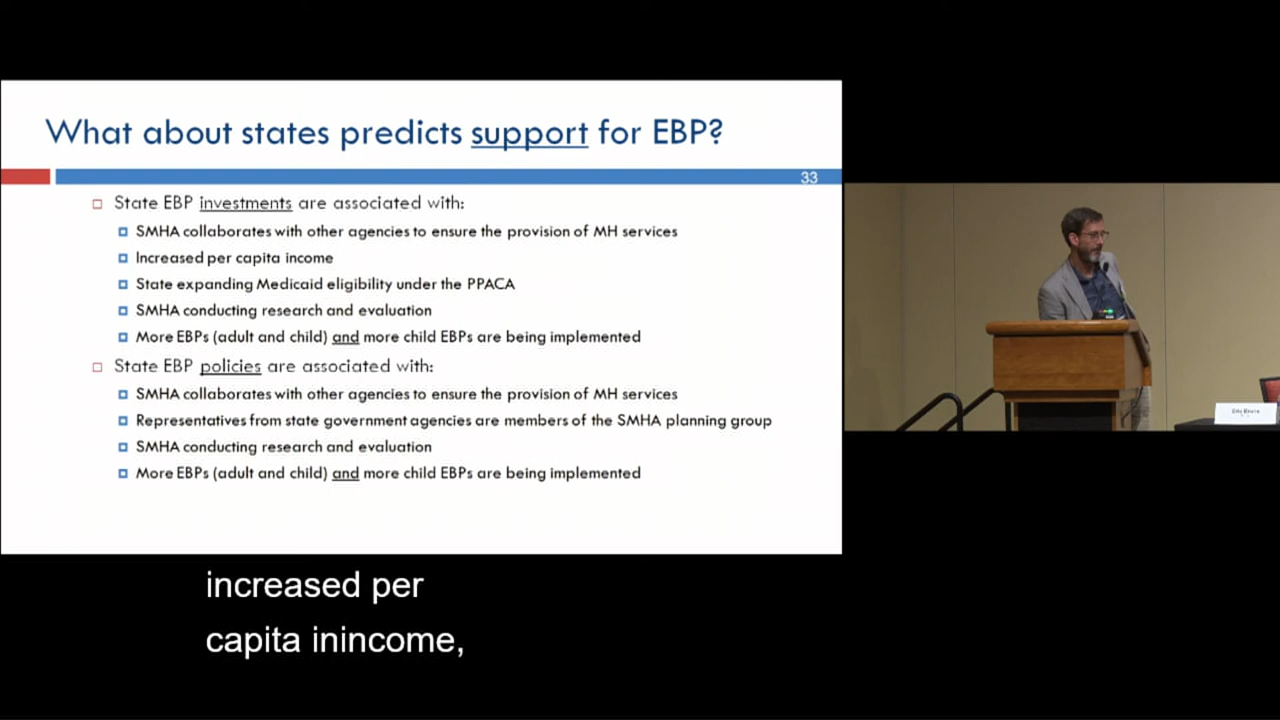 What about states predicts support for EBP?
33
State EBP investments are associated with:
SMHA collaborates with other agencies to ensure the provision of MH services
Increased per capita income
State expanding Medicaid eligibility under the PPACA
SMHA conducting research and evaluation
More EBPs (adult and child) and more child EBPs are being implemented
State EBP policies are associated with:
SMHA collaborates with other agencies to ensure the provision of MH services
Representatives from state government agencies are members of the SMHA planning group
SMHA conducting research and evaluation
More EBPs (adult and child) and more child EBPs are being implemented
increased per
capita inincome,